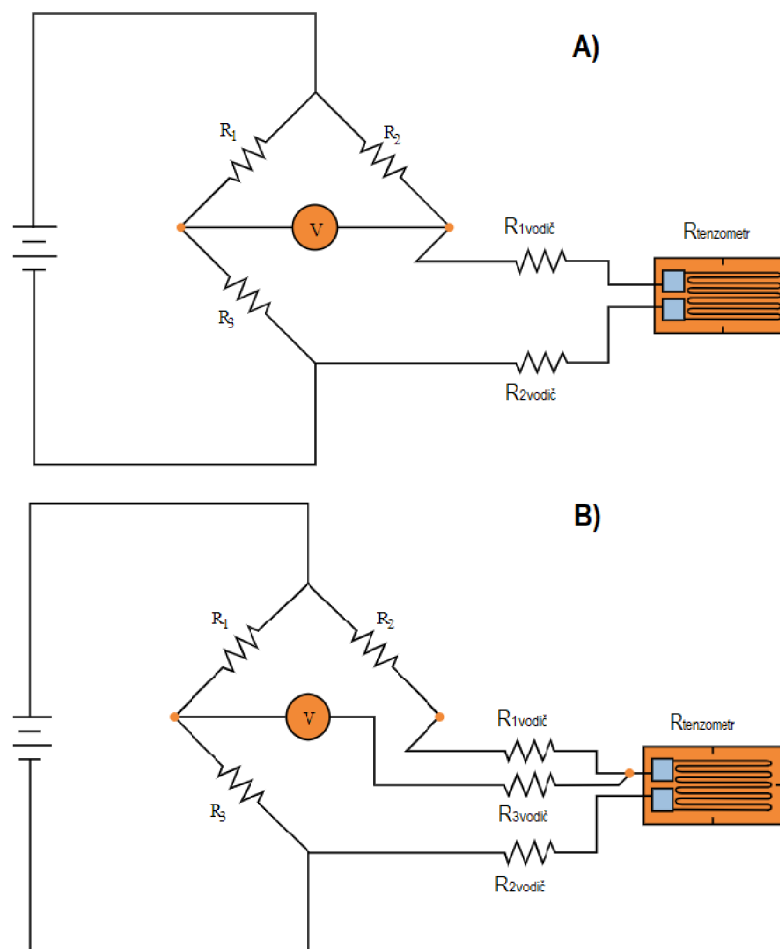 A)
R1
R2
V
R1vodič
Rtenzometr
R3
R2vodič
B)
R1
R2
V
R1vodič
Rtenzometr
R3
R3vodič
R2vodič